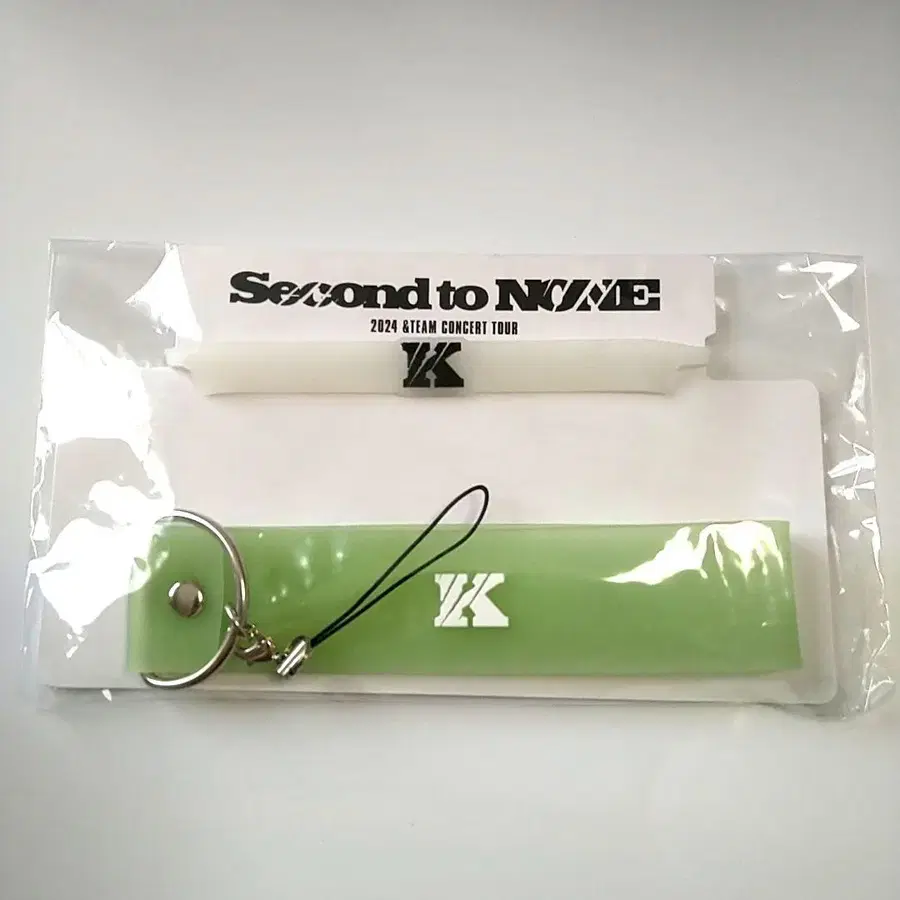 Second to NONE
2024 &TEAM CONCERT TOUR
K
K